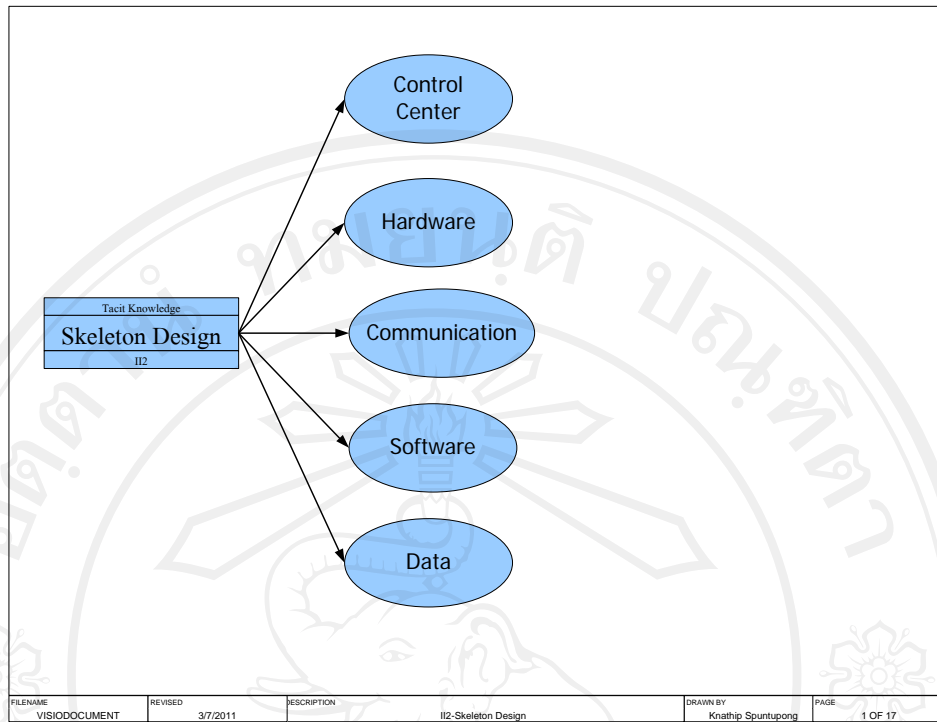 Control
Center
Hardware
Tacit Knowledge
Skeleton Design
II2
Communication
Software
Data
FILENAME
VISIODOCUMENT
REVISED
3/7/2011
DESCRIPTION
II2-Skeleton Design
DRAWN BY
Knathip Spuntupong
PAGE
1 OF 17